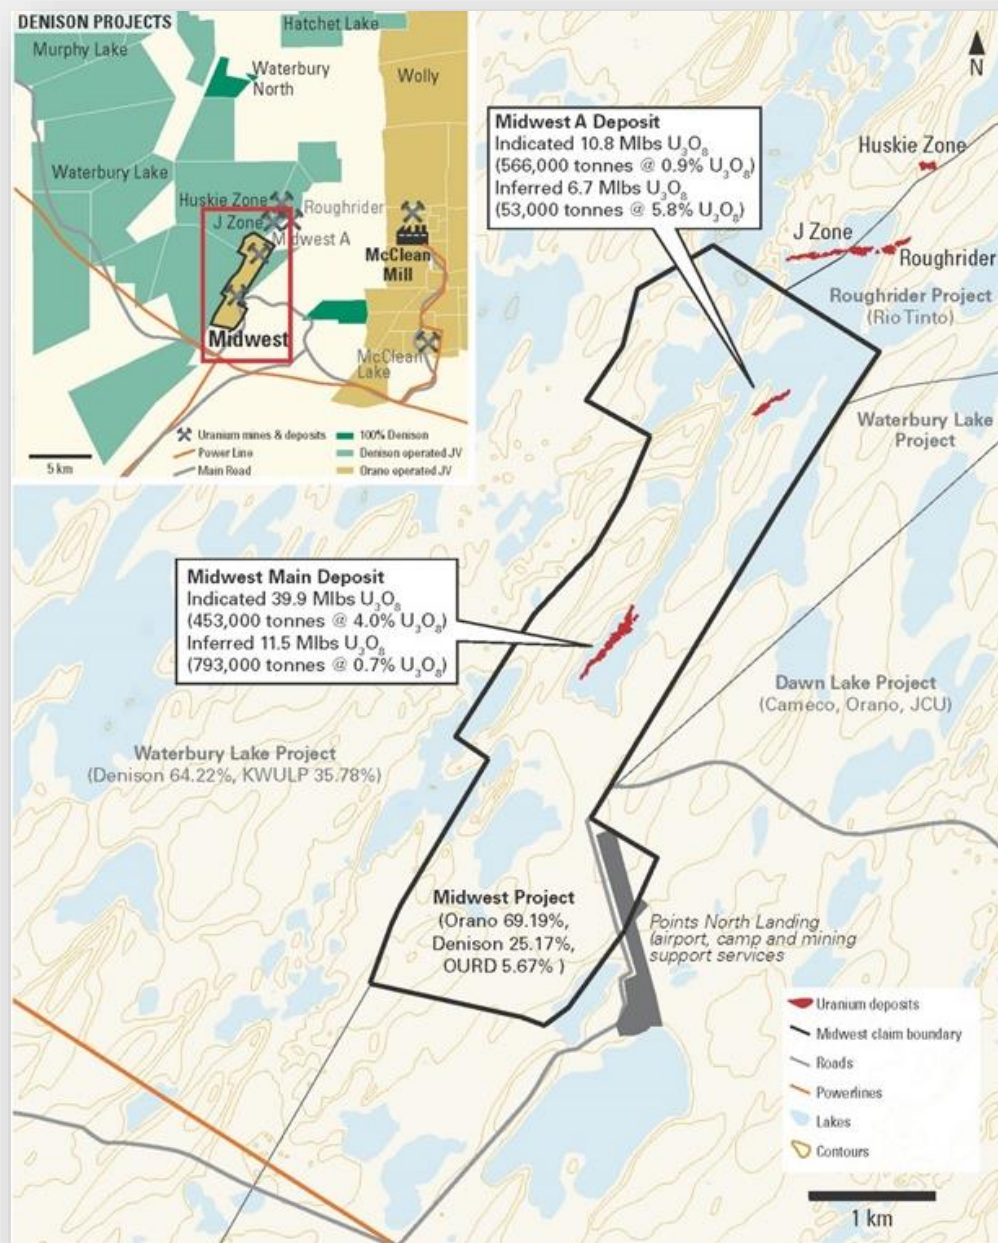 DENISON PROJECTS
Murphy Lake
Hatchet Lake
Waterbury
North
Wolly
Waterbury Lake
Huskie Zone
Roughrider
J Zone
Midwest A
McClean
Mill
Midwest
McClean
Lake
Uranium mines & deposits
Power Line
Main Road
100% Denison
Denison operated JV
Orano operated JV
5 km
N
Midwest A Deposit
Indicated 10.8 Mlbs U₃O₈
(566,000 tonnes @ 0.9% U₃O₈)
Inferred 6.7 Mlbs U₃O₈
(53,000 tonnes @ 5.8% U₃O₈)
Huskie Zone
J Zone
Roughrider
Roughrider Project
(Rio Tinto)
Waterbury Lake
Project
Midwest Main Deposit
Indicated 39.9 Mlbs U₃O₈
(453,000 tonnes @ 4.0% U₃O₈)
Inferred 11.5 Mlbs U₃O₈
(793,000 tonnes @ 0.7% U₃O₈)
Dawn Lake Project
(Cameco, Orano, JCU)
Waterbury Lake Project
(Denison 64.22%, KWULP 35.78%)
Midwest Project
(Orano 69.19%,
Denison 25.17%,
OURD 5.67% )
Points North Landing
(airport, camp and mining
support services
Uranium deposits
Midwest claim boundary
Roads
Powerlines
Lakes
Contours
1 km